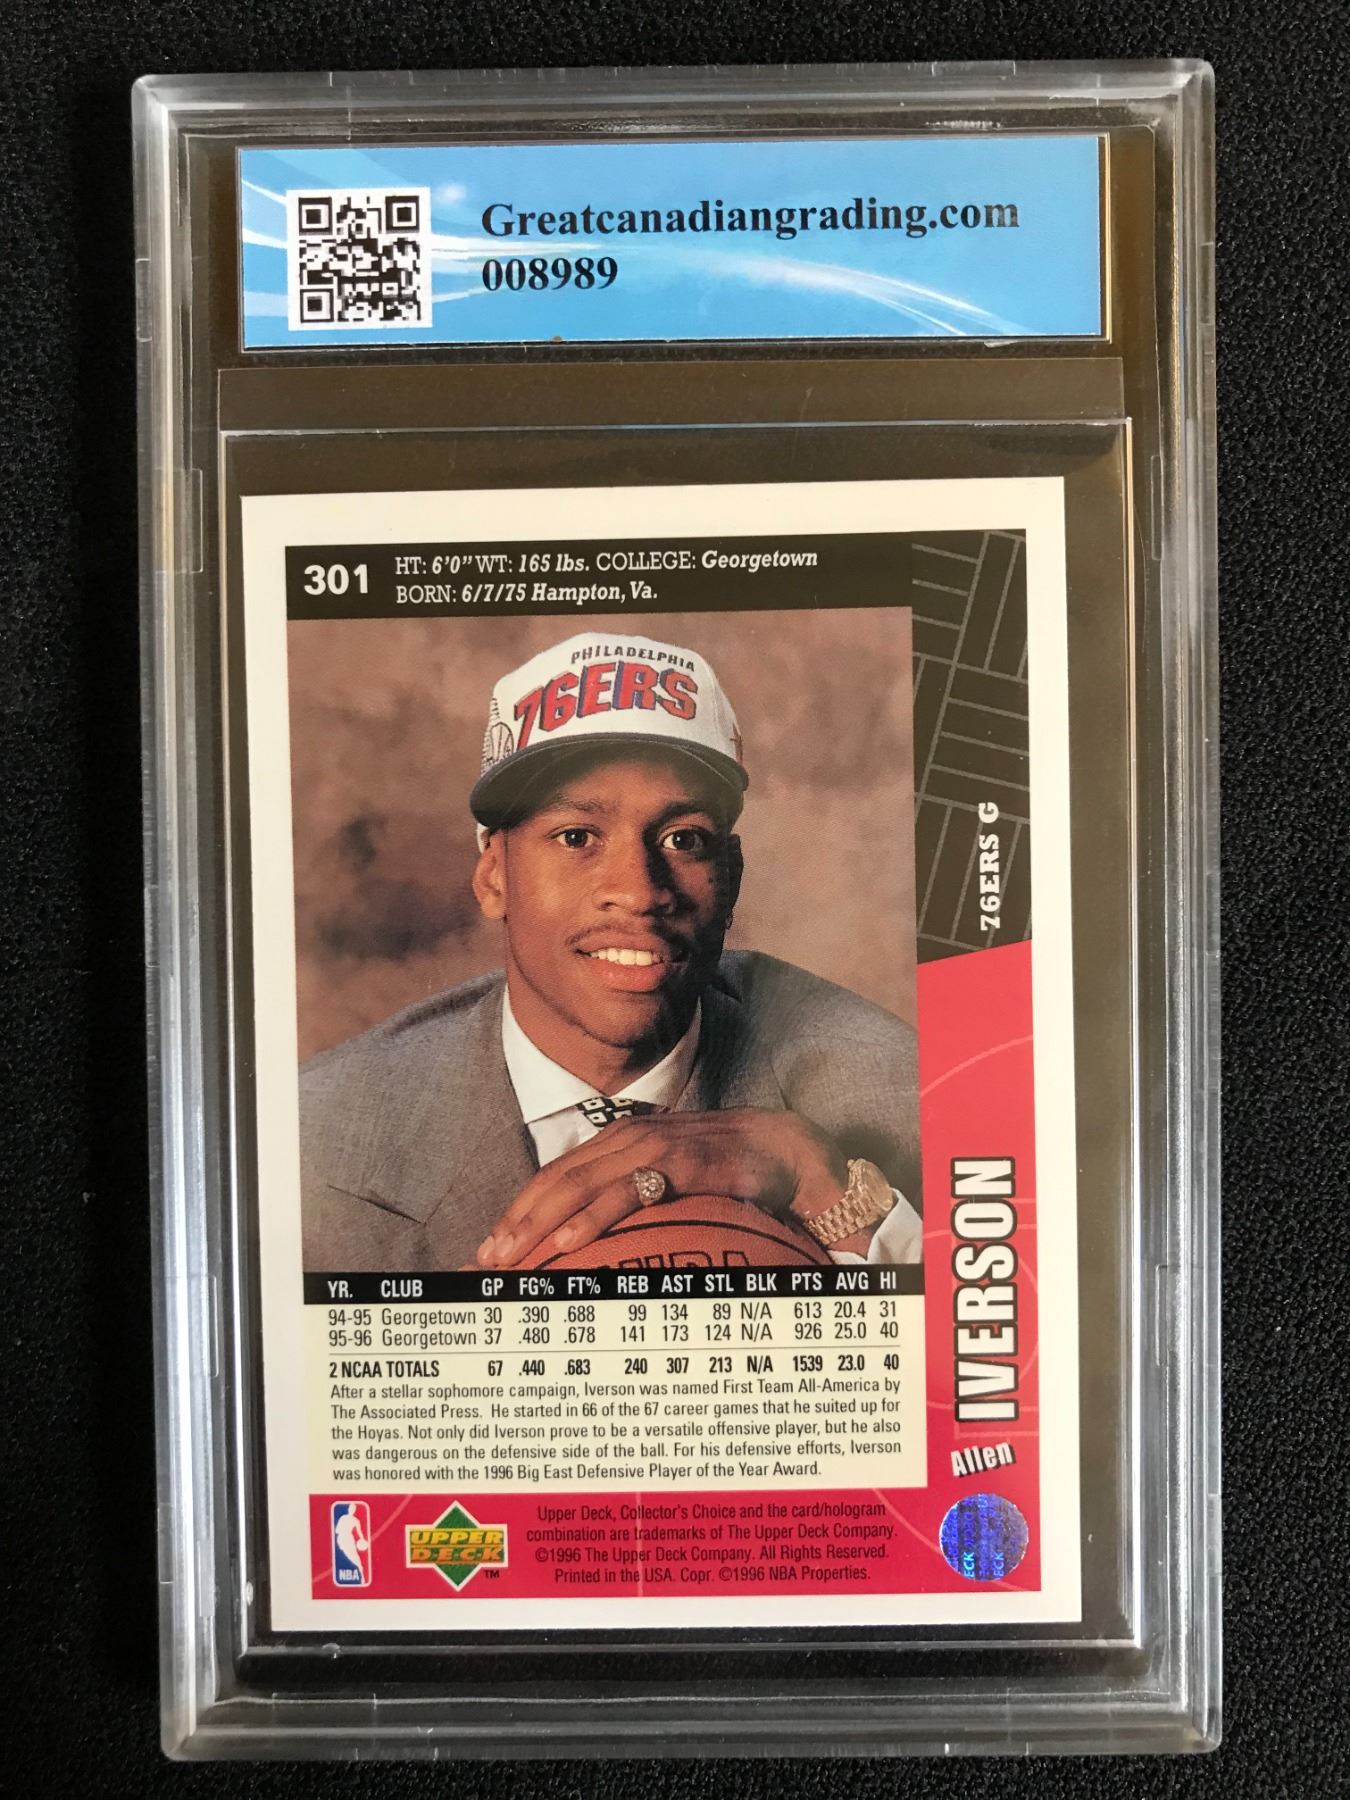 Greatcanadiangrading.com
008989
301
HT: 6'0" WT: 165 lbs. COLLEGE: Georgetown
BORN: 6/7/75 Hampton, Va.
PHILADELPHIA
76ERS
76ERS G
Allen IVERSON
YR. CLUB GP FG% FT% REB AST STL BLK PTS AVG HI
94-95 Georgetown 30 .390 .688 99 134 89 N/A 613 20.4 31
95-96 Georgetown 37 .480 .678 141 173 124 N/A 926 25.0 40
2 NCAA TOTALS 67 .440 .683 240 307 213 N/A 1539 23.0 40
After a stellar sophomore campaign, Iverson was named First Team All-America by
The Associated Press. He started in 66 of the 67 career games that he suited up for
the Hoyas. Not only did Iverson prove to be a versatile offensive player, but he also
was dangerous on the defensive side of the ball. For his defensive efforts, Iverson
was honored with the 1996 Big East Defensive Player of the Year Award.
NBA
UPPER
DECK
TM
Upper Deck, Collector's Choice and the card/hologram
combination are trademarks of The Upper Deck Company.
©1996 The Upper Deck Company. All Rights Reserved.
Printed in the USA. Copr. ©1996 NBA Properties.